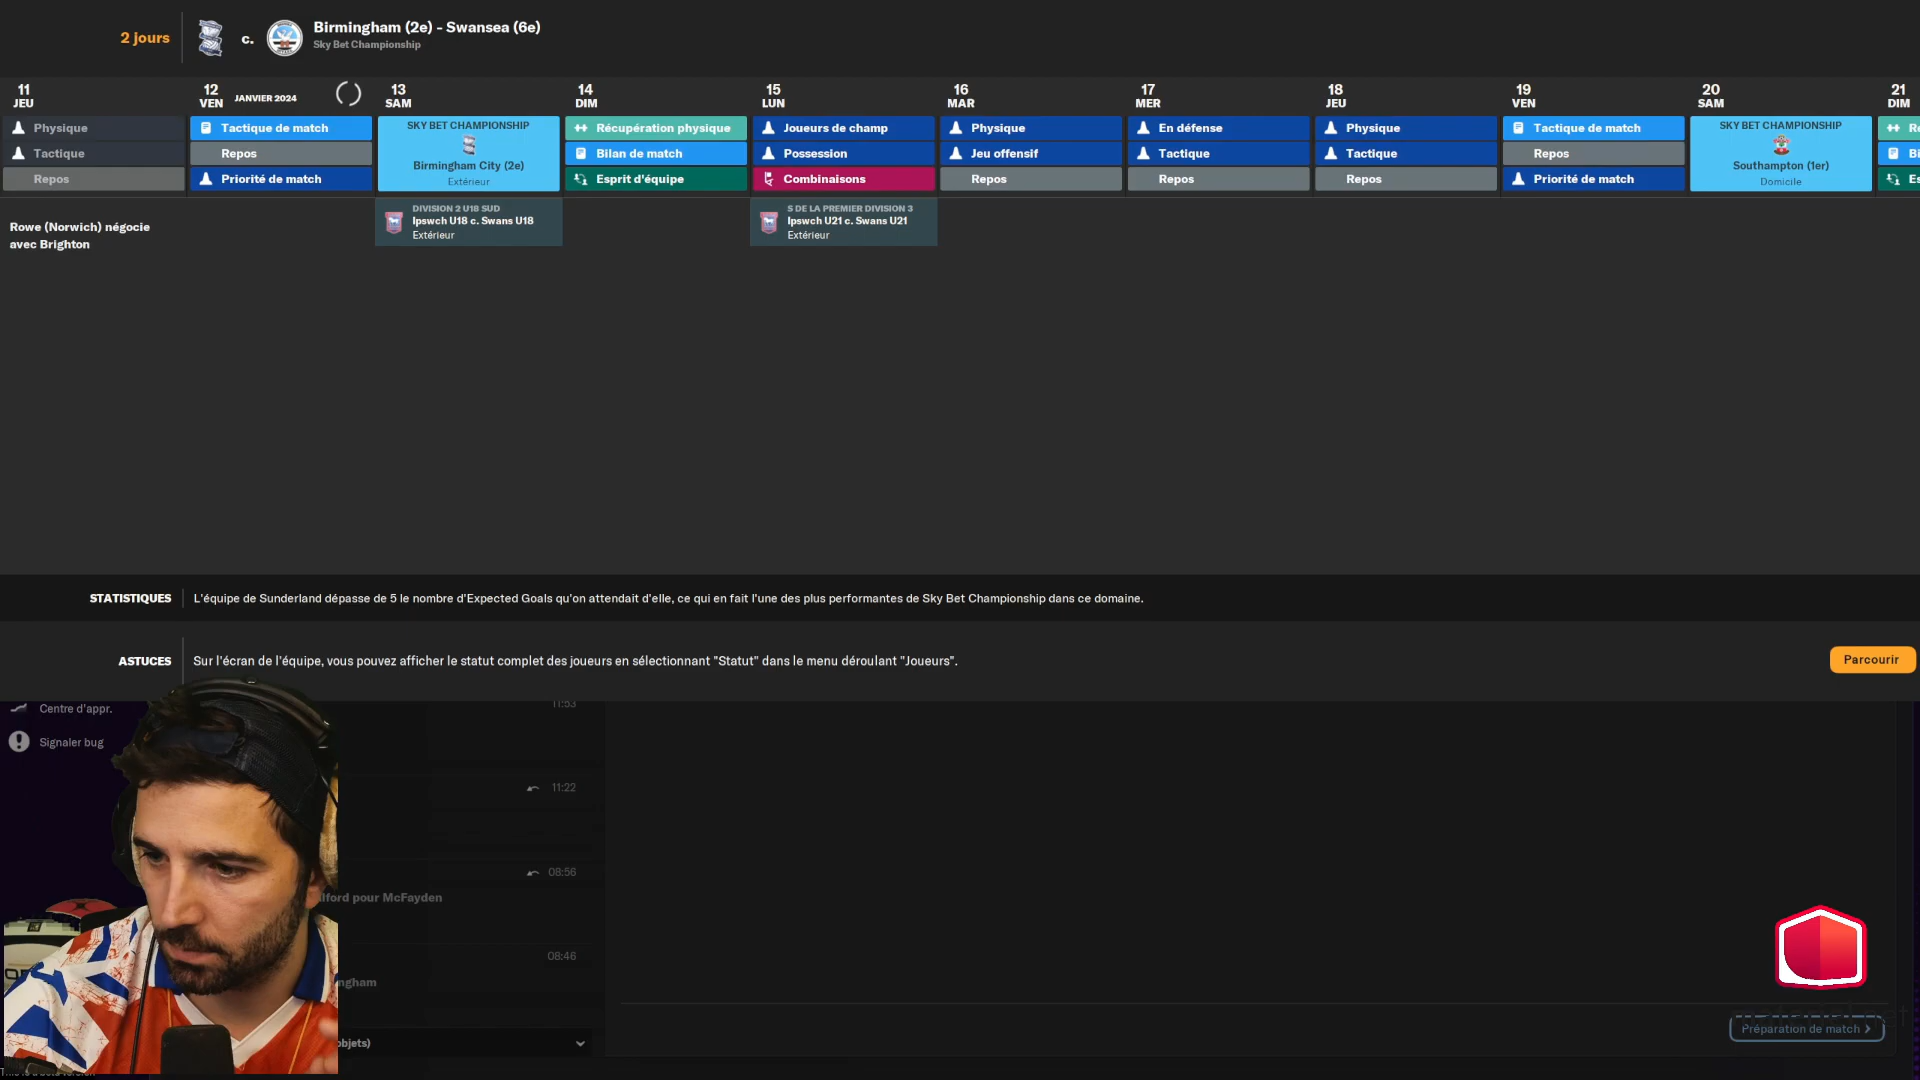 2 jours
c.
Birmingham (2e) - Swansea (6e)
Sky Bet Championship
11
JEU
12
VEN
JANVIER 2024
13
SAM
14
DIM
15
LUN
16
MAR
17
MER
18
JEU
19
VEN
20
SAM
21
DIM
Physique
Tactique
Repos
Tactique de match
Repos
Priorité de match
SKY BET CHAMPIONSHIP
Birmingham City (2e)
Extérieur
Récupération physique
Bilan de match
Esprit d'équipe
Joueurs de champ
Possession
Combinaisons
Physique
Jeu offensif
Repos
En défense
Tactique
Repos
Physique
Tactique
Repos
Tactique de match
Repos
Priorité de match
SKY BET CHAMPIONSHIP
Southampton (1er)
Domicile
Re
Bi
Es
Rowe (Norwich) négocie
avec Brighton
DIVISION 2 U18 SUD
Ipswch U18 c. Swans U18
Extérieur
S DE LA PREMIER DIVISION 3
Ipswch U21 c. Swans U21
Extérieur
STATISTIQUES
L'équipe de Sunderland dépasse de 5 le nombre d'Expected Goals qu'on attendait d'elle, ce qui en fait l'une des plus performantes de Sky Bet Championship dans ce domaine.
ASTUCES
Sur l'écran de l'équipe, vous pouvez afficher le statut complet des joueurs en sélectionnant "Statut" dans le menu déroulant "Joueurs".
Parcourir
Centre d'appr.
11:53
Signaler bug
11:22
08:56
lford pour McFayden
08:46
ngham
objets)
Préparation de match